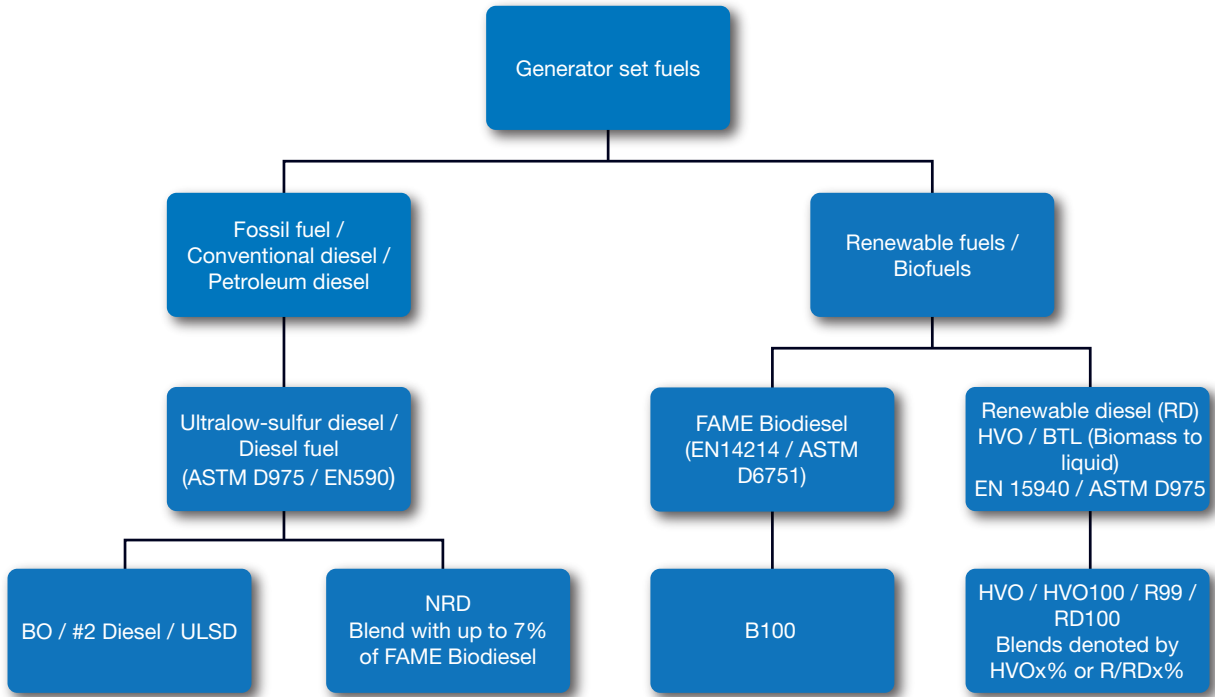 Generator set fuels
Fossil fuel /
Conventional diesel /
Petroleum diesel
Renewable fuels /
Biofuels
Ultralow-sulfur diesel /
Diesel fuel
(ASTM D975 / EN590)
FAME Biodiesel
(EN14214 / ASTM
D6751)
Renewable diesel (RD)
HVO / BTL (Biomass to
liquid)
EN 15940 / ASTM D975
BO / #2 Diesel / ULSD
NRD
Blend with up to 7%
of FAME Biodiesel
B100
HVO / HVO100 / R99 /
RD100
Blends denoted by
HVOx% or R/RDx%